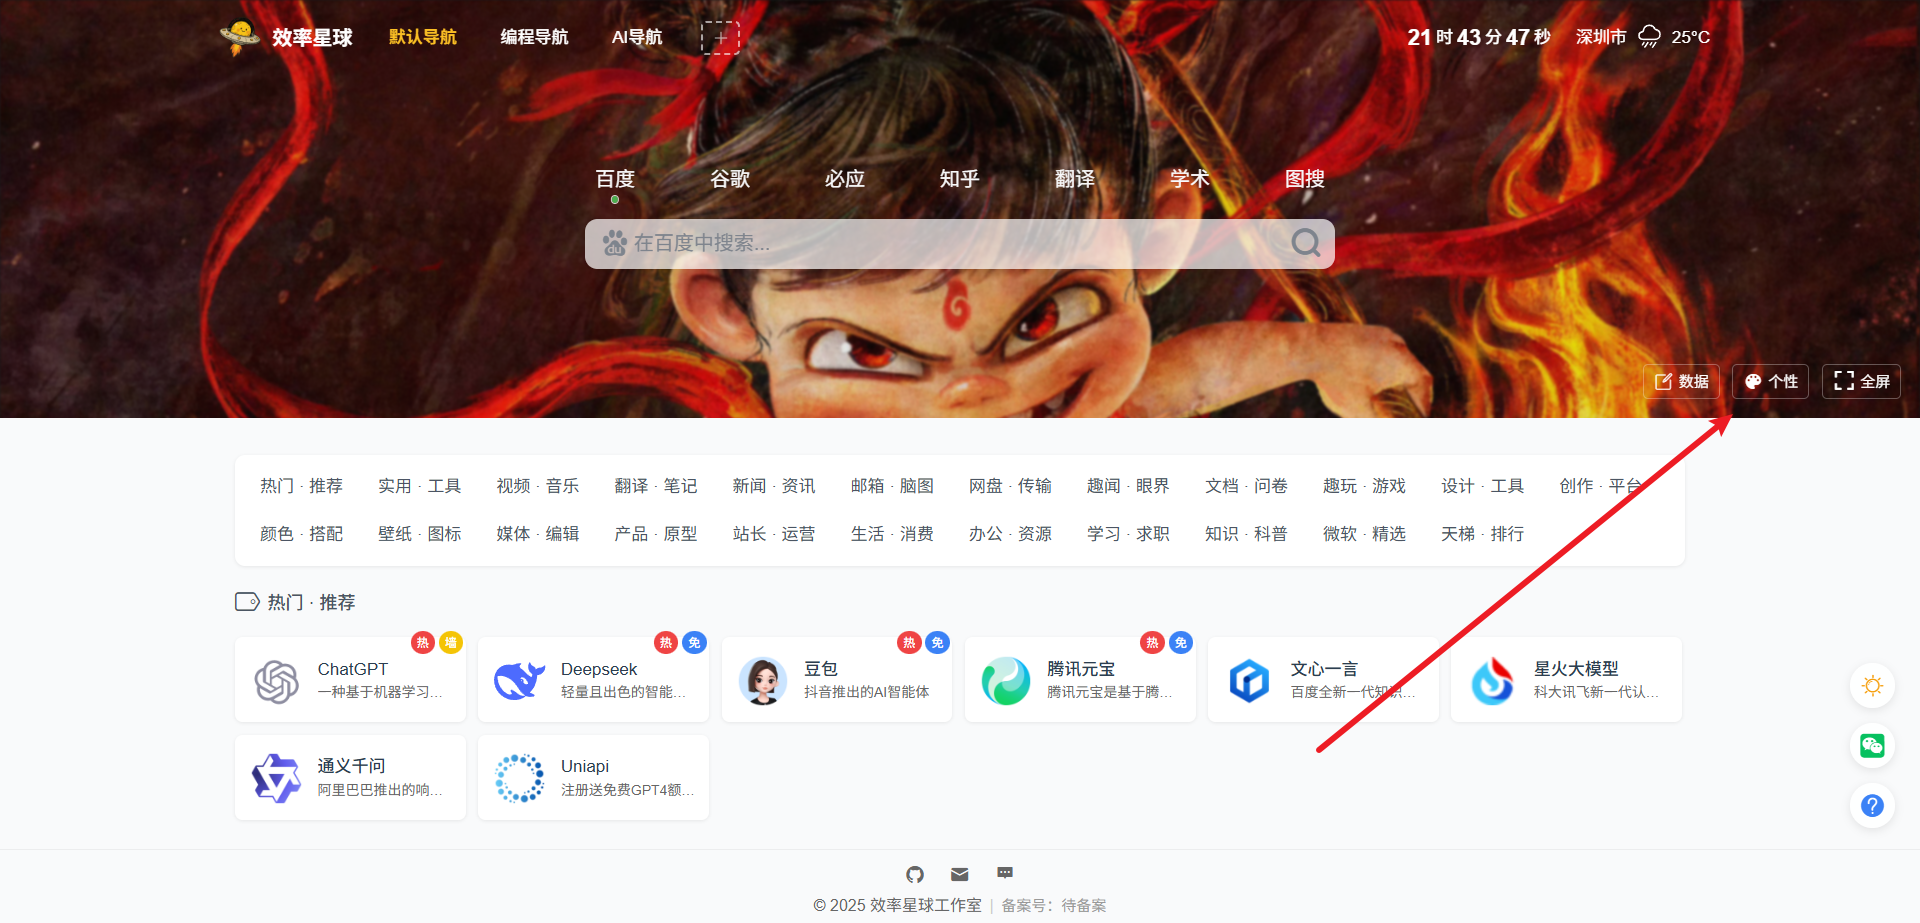 效率星球 默认导航 编程导航 AI导航 21时43分47秒 深圳市 25°C
百度 谷歌 必应 知乎 翻译 学术 图搜
du 在百度中搜索...
数据 个性 全屏
热门 · 推荐 实用 · 工具 视频 · 音乐 翻译 · 笔记 新闻 · 资讯 邮箱 · 脑图 网盘 · 传输 趣闻 · 眼界 文档 · 问卷 趣玩 · 游戏 设计 · 工具 创作 · 平台
颜色 · 搭配 壁纸 · 图标 媒体 · 编辑 产品 · 原型 站长 · 运营 生活 · 消费 办公 · 资源 学习 · 求职 知识 · 科普 微软 · 精选 天梯 · 排行
热门 · 推荐
热 墙 热 免 热 免 热 免
ChatGPT Deepseek 豆包 腾讯元宝 文心一言 星火大模型
一种基于机器学习... 轻量且出色的智能... 抖音推出的AI智能体 腾讯元宝是基于腾... 百度全新一代知识... 科大讯飞新一代认...
通义千问 Uniapi
阿里巴巴推出的响... 注册送免费GPT4额...
© 2025 效率星球工作室 | 备案号：待备案